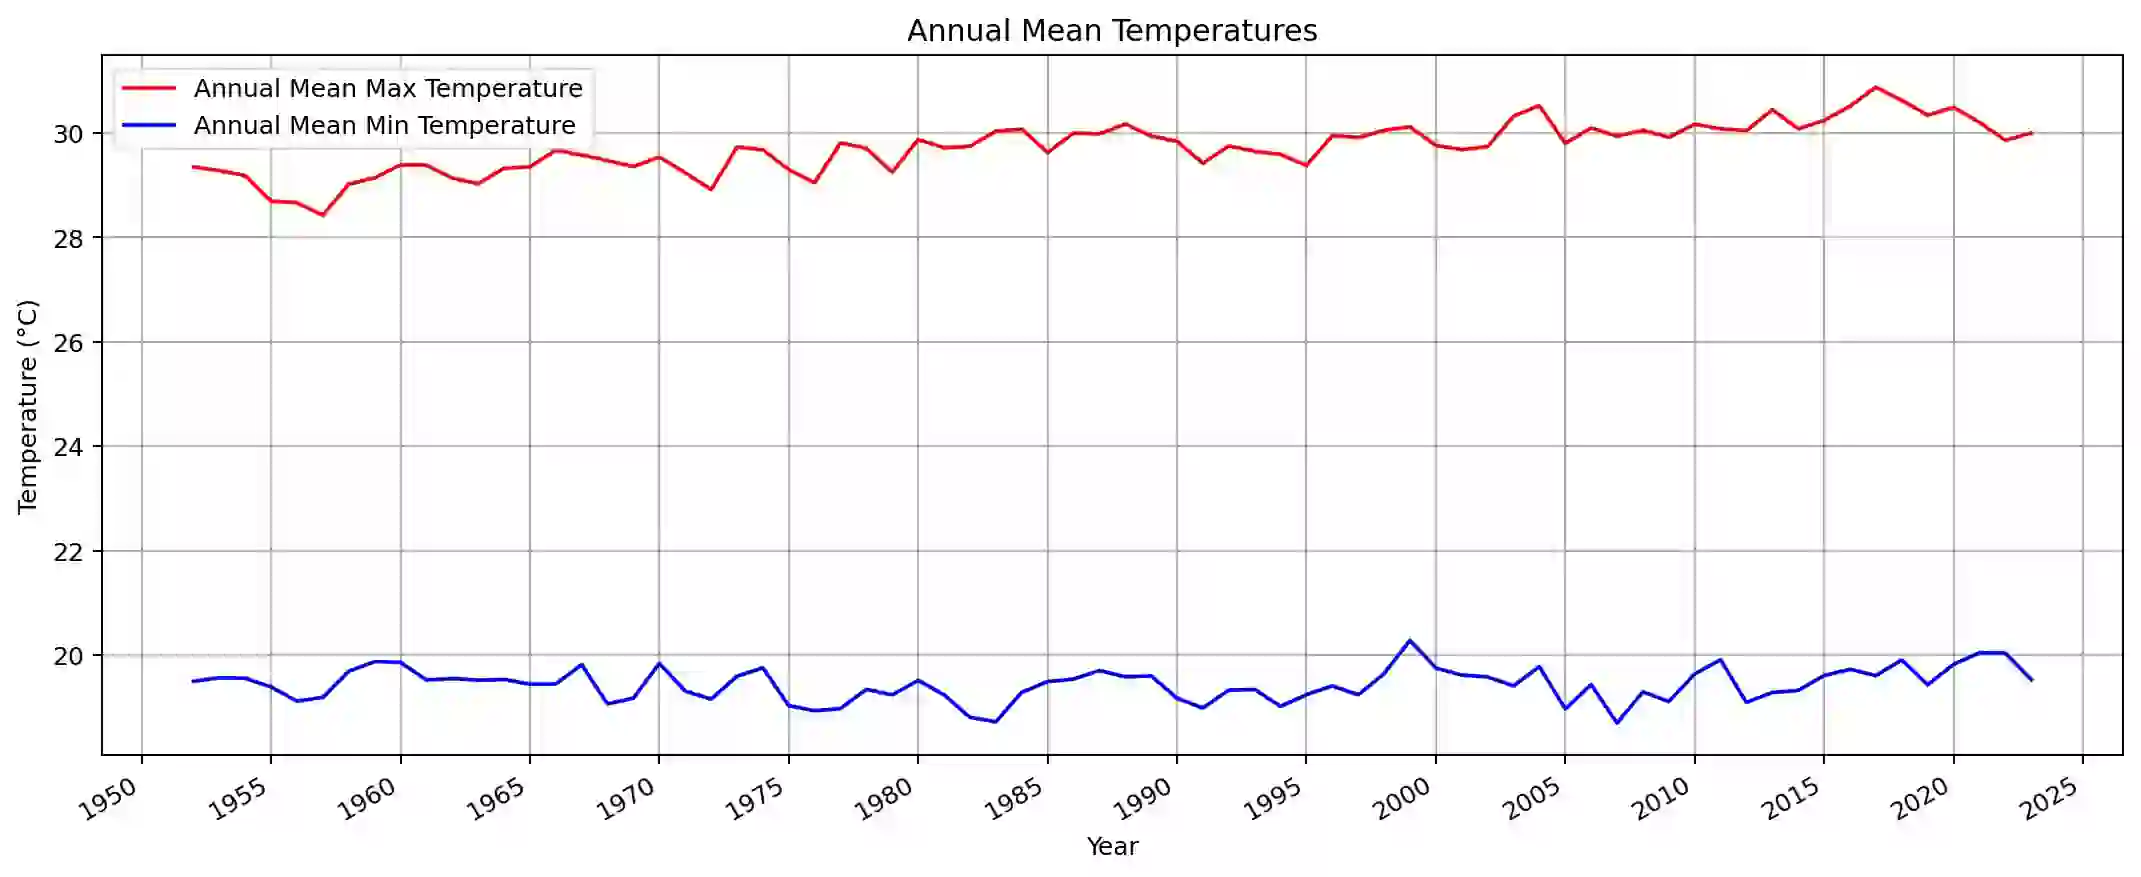 Annual Mean Temperatures
Annual Mean Max Temperature
Annual Mean Min Temperature
30
28
26
24
22
20
Temperature (°C)
1950 1955 1960 1965 1970 1975 1980 1985 1990 1995 2000 2005 2010 2015 2020 2025
Year